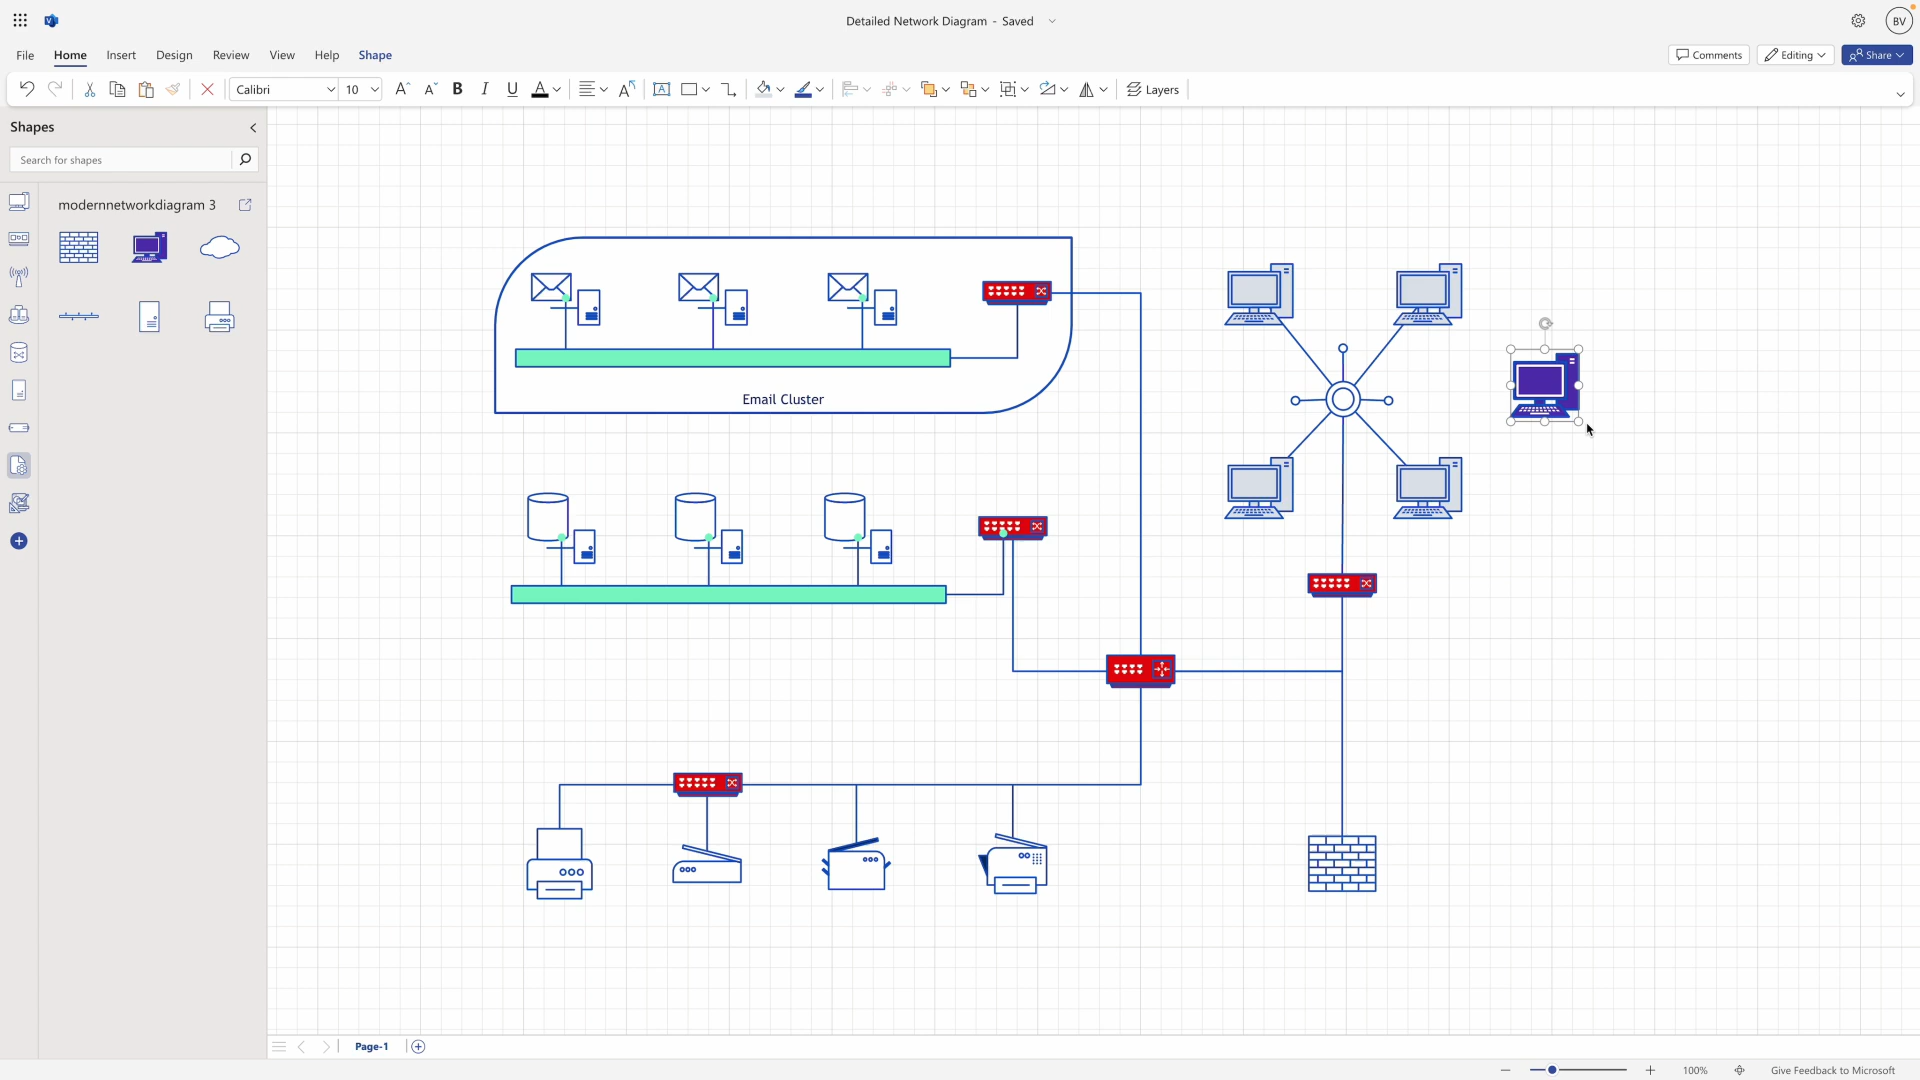 Detailed Network Diagram - Saved
BV
File Home Insert Design Review View Help Shape
Comments Editing Share
Calibri 10 B I U A Layers
Shapes
Search for shapes
modernnetworkdiagram 3
Email Cluster
Page-1
100% Give Feedback to Microsoft